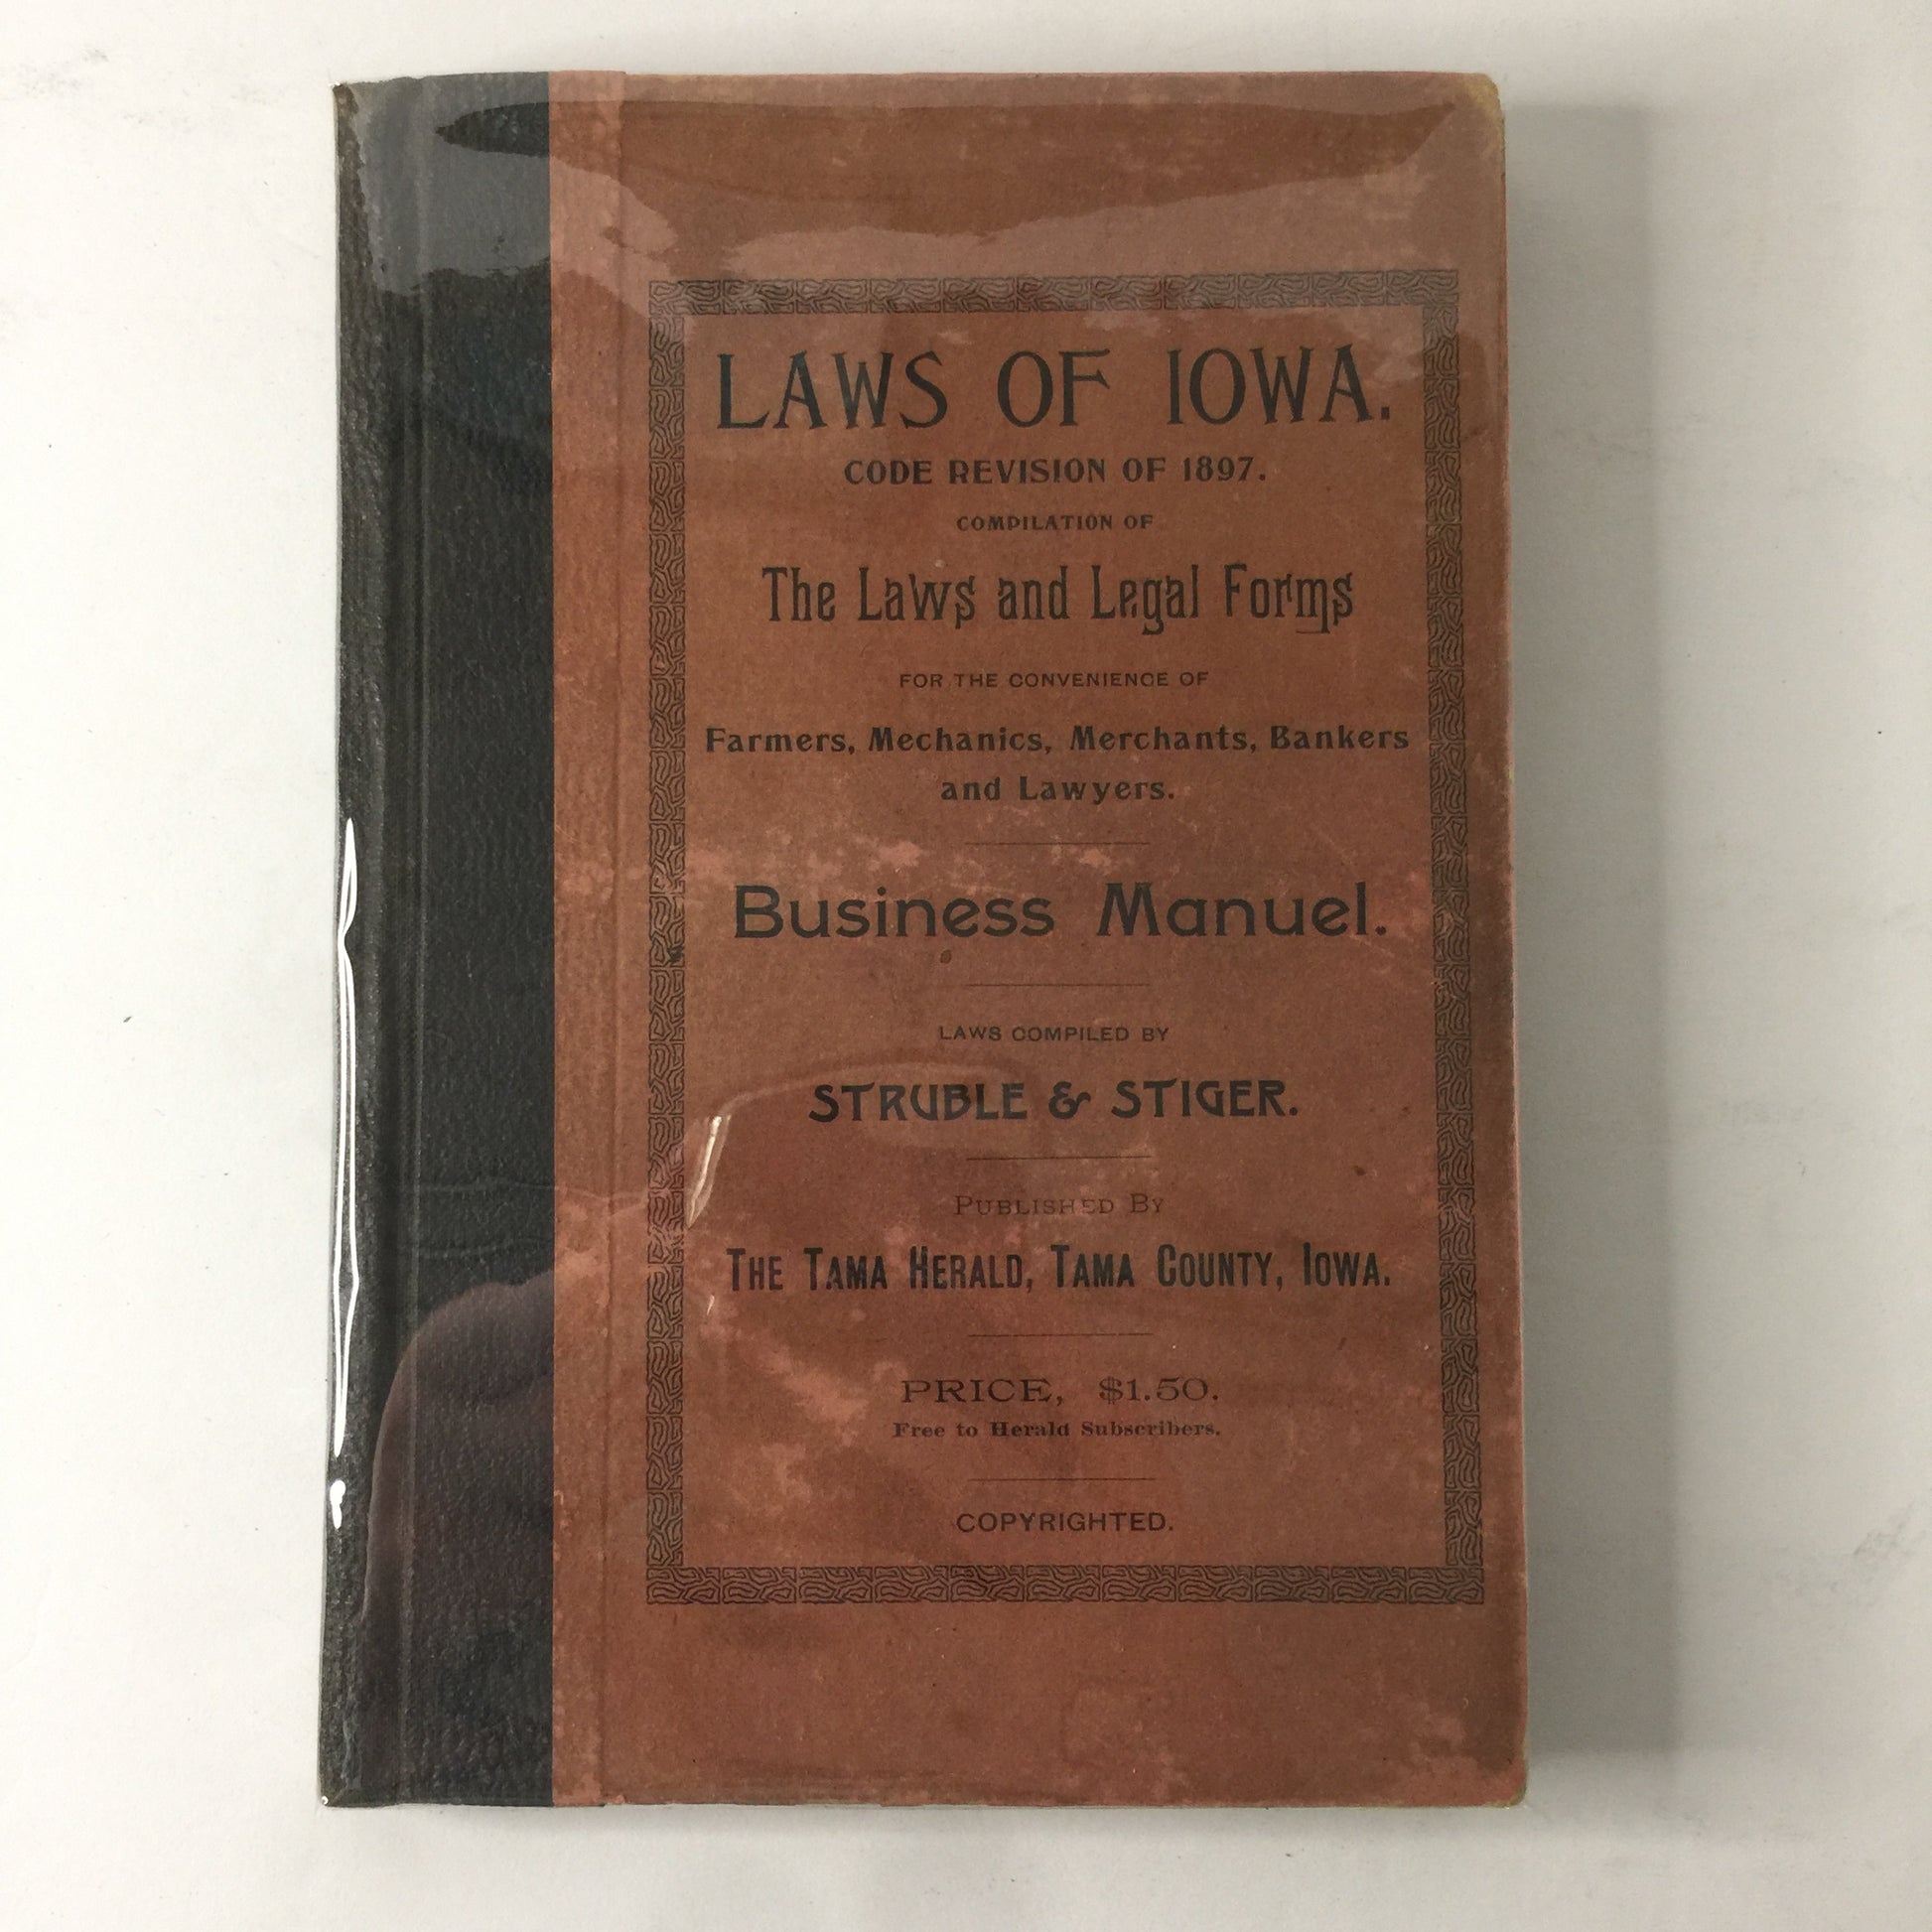 LAWS OF IOWA.
CODE REVISION OF 1897.
COMPILATION OF
The Laws and Legal Forms
FOR THE CONVENIENCE OF
Farmers, Mechanics, Merchants, Bankers
and Lawyers.
Business Manuel.
LAWS COMPILED BY
STRUBLE & STIGER.
PUBLISHED BY
THE TAMA HERALD, TAMA COUNTY, IOWA.
PRICE, $1.50.
Free to Herald Subscribers.
COPYRIGHTED.